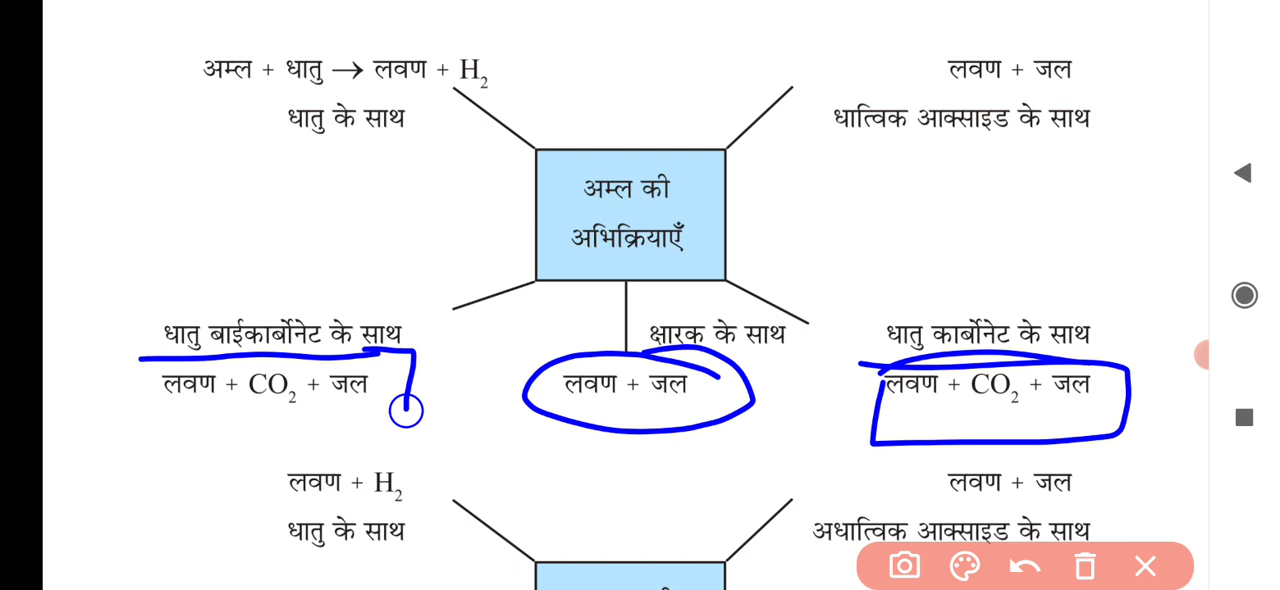 अम्ल + धातु → लवण + H₂
धातु के साथ
लवण + जल
धात्विक आक्साइड के साथ
अम्ल की
अभिक्रियाएँ
धातु बाईकार्बोनेट के साथ
लवण + CO₂ + जल
क्षारक के साथ
लवण + जल
धातु कार्बोनेट के साथ
लवण + CO₂ + जल
लवण + H₂
धातु के साथ
लवण + जल
अधात्विक आक्साइड के साथ